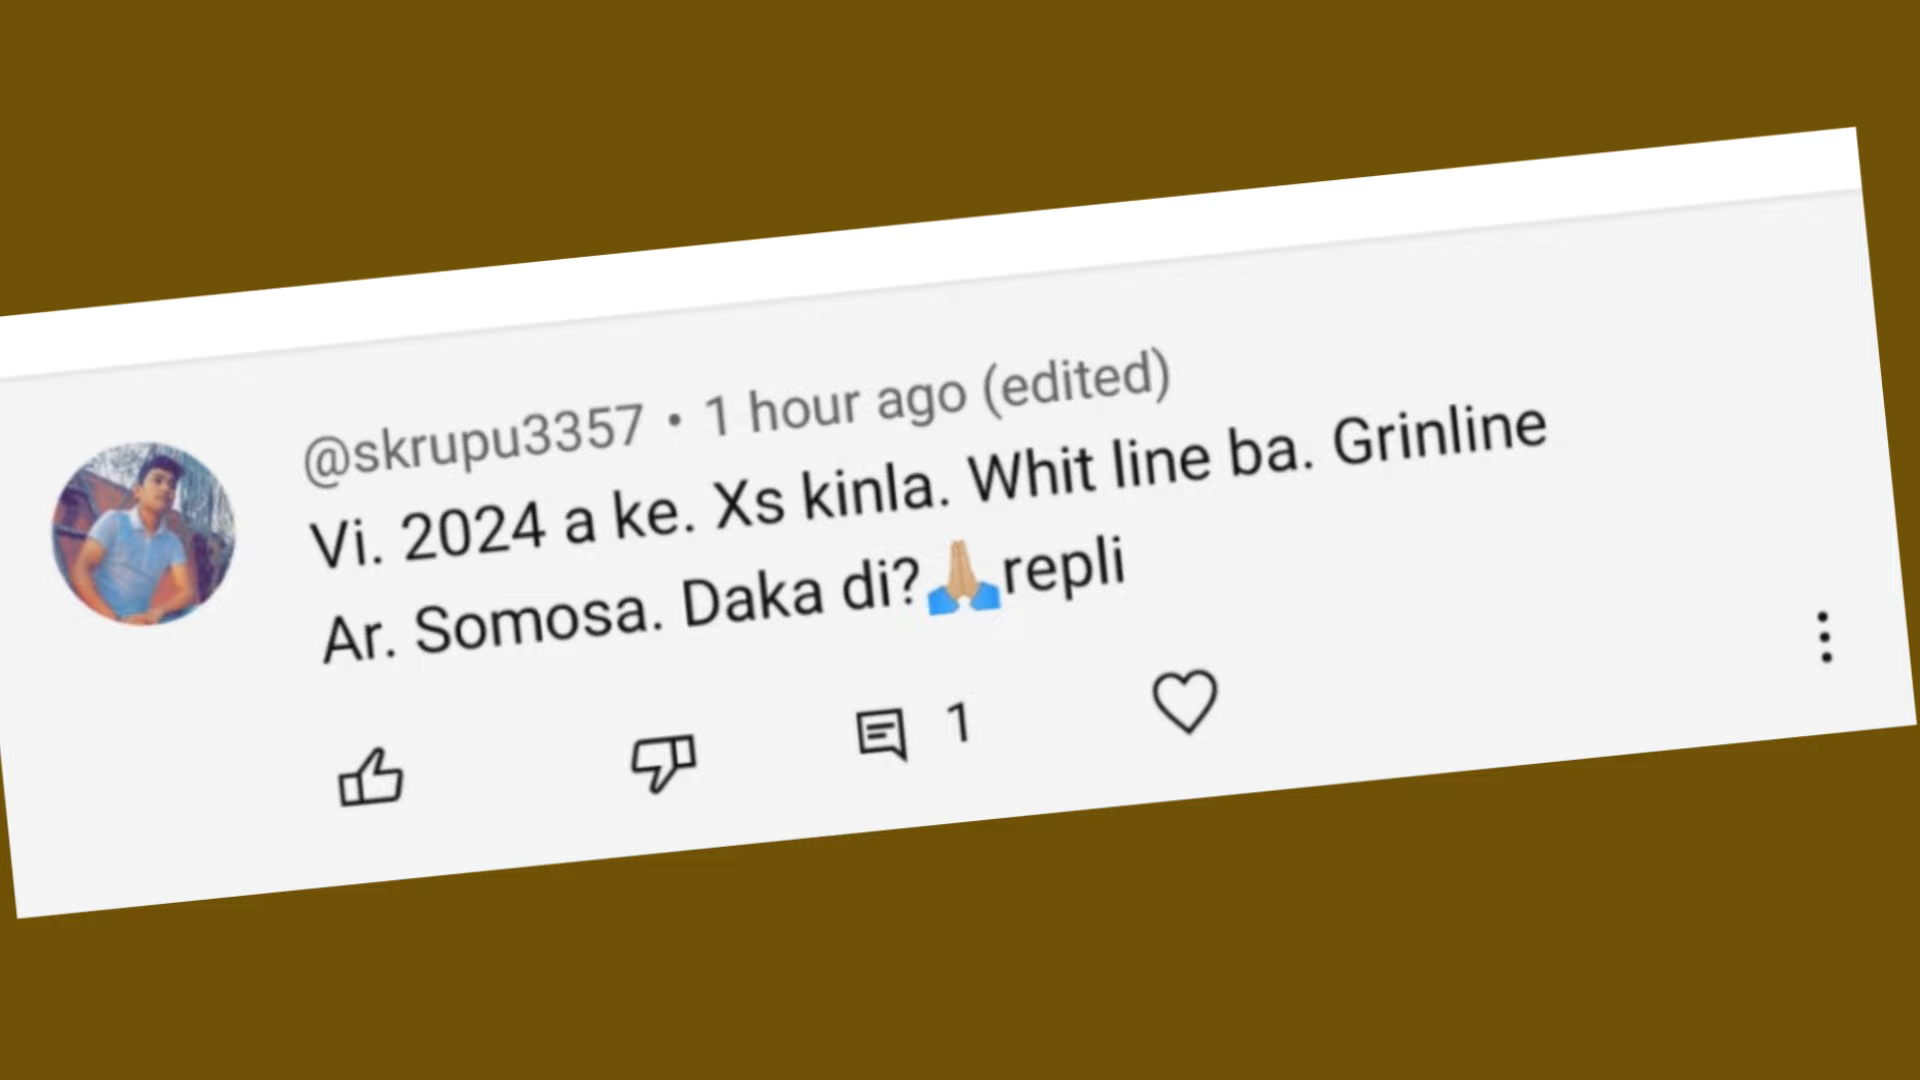 @skrupu3357 • 1 hour ago (edited)
Vi. 2024 a ke. Xs kinla. Whit line ba. Grinline
Ar. Somosa. Daka di?🙏🏼repli
1